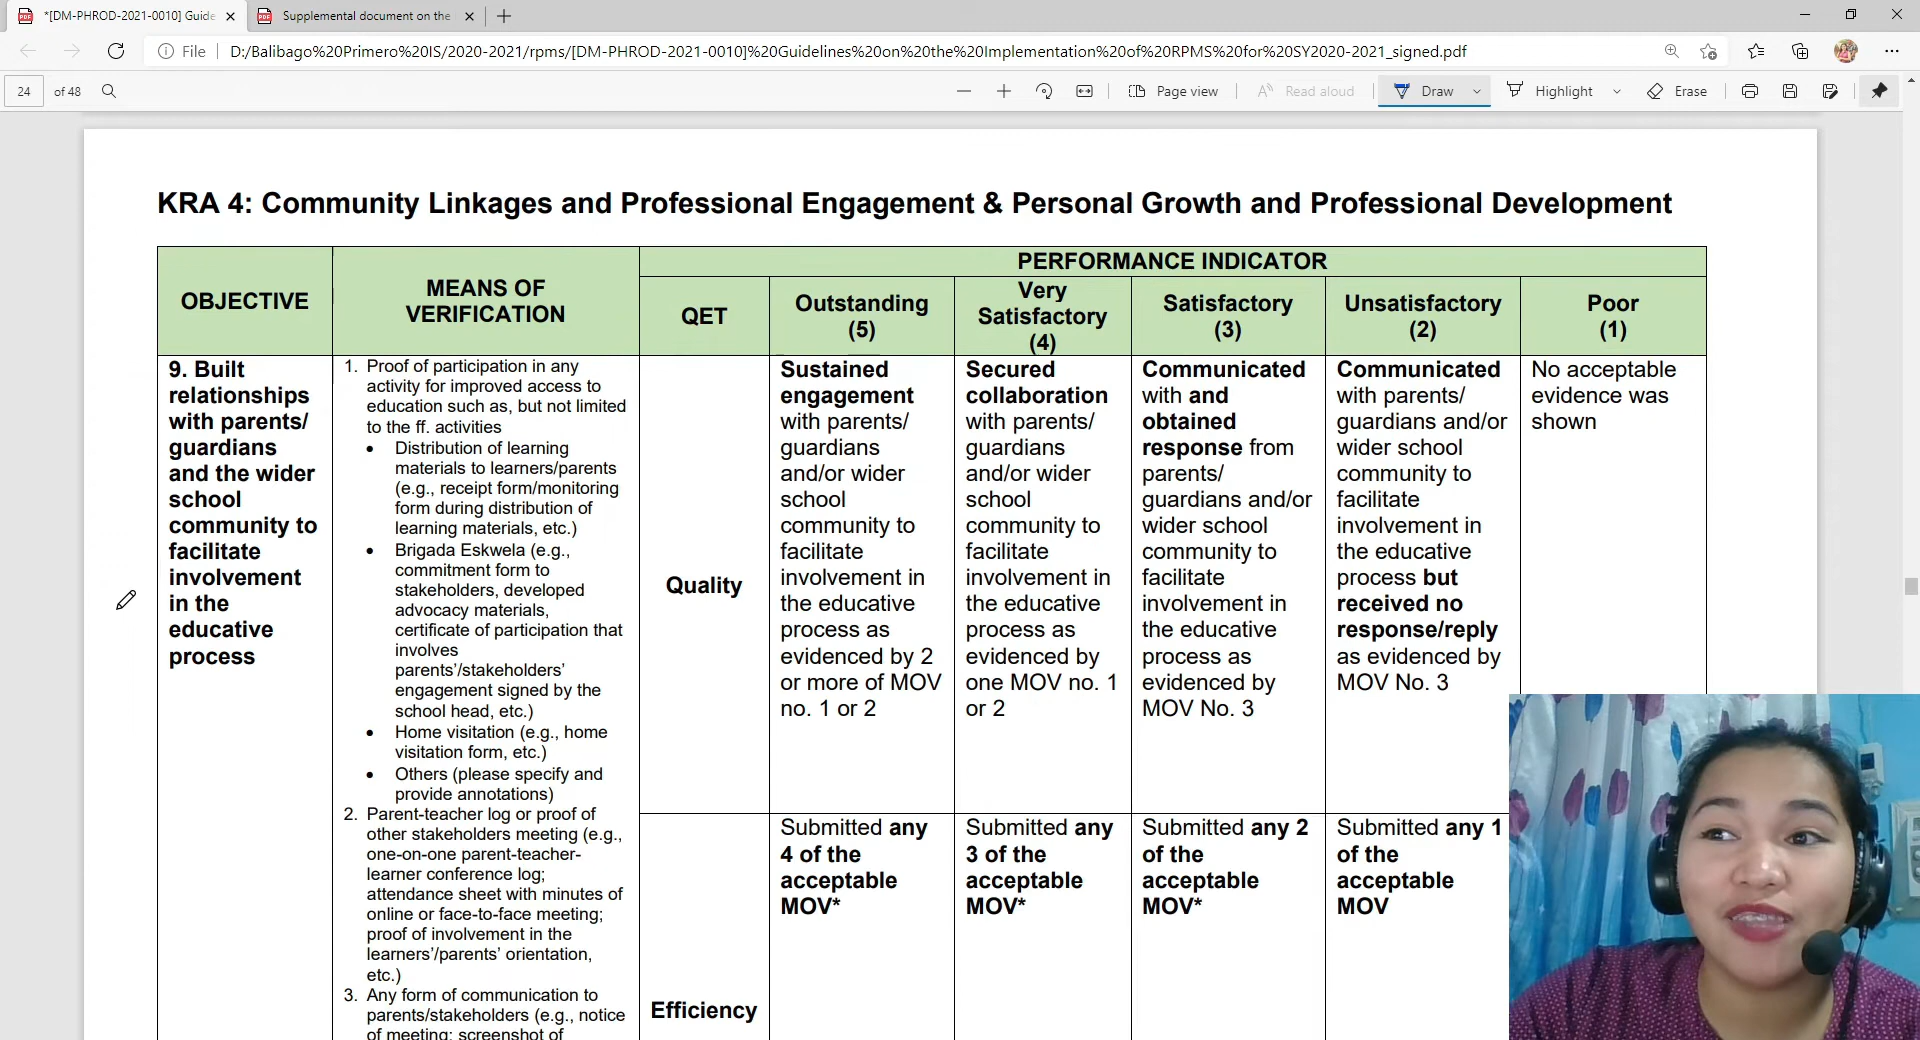 *[DM-PHROD-2021-0010] Guide
Supplemental document on the
File
D:/Balibago%20Primero%20IS/2020-2021/rpms/[DM-PHROD-2021-0010]%20Guidelines%20on%20the%20Implementation%20of%20RPMS%20for%20SY2020-2021_signed.pdf
24 of 48
Page view
Read aloud
Draw
Highlight
Erase
KRA 4: Community Linkages and Professional Engagement & Personal Growth and Professional Development
OBJECTIVE
MEANS OF
VERIFICATION
PERFORMANCE INDICATOR
QET
Outstanding
(5)
Very
Satisfactory
(4)
Satisfactory
(3)
Unsatisfactory
(2)
Poor
(1)
9. Built
relationships
with parents/
guardians
and the wider
school
community to
facilitate
involvement
in the
educative
process
1. Proof of participation in any
activity for improved access to
education such as, but not limited
to the ff. activities
• Distribution of learning
materials to learners/parents
(e.g., receipt form/monitoring
form during distribution of
learning materials, etc.)
• Brigada Eskwela (e.g.,
commitment form to
stakeholders, developed
advocacy materials,
certificate of participation that
involves
parents’/stakeholders’
engagement signed by the
school head, etc.)
• Home visitation (e.g., home
visitation form, etc.)
• Others (please specify and
provide annotations)
2. Parent-teacher log or proof of
other stakeholders meeting (e.g.,
one-on-one parent-teacher-
learner conference log;
attendance sheet with minutes of
online or face-to-face meeting;
proof of involvement in the
learners’/parents’ orientation,
etc.)
3. Any form of communication to
parents/stakeholders (e.g., notice
of meeting; screenshot of
Quality
Sustained
engagement
with parents/
guardians
and/or wider
school
community to
facilitate
involvement in
the educative
process as
evidenced by 2
or more of MOV
no. 1 or 2
Secured
collaboration
with parents/
guardians
and/or wider
school
community to
facilitate
involvement in
the educative
process as
evidenced by
one MOV no. 1
or 2
Communicated
with and
obtained
response from
parents/
guardians and/or
wider school
community to
facilitate
involvement in
the educative
process as
evidenced by
MOV No. 3
Communicated
with parents/
guardians and/or
wider school
community to
facilitate
involvement in
the educative
process but
received no
response/reply
as evidenced by
MOV No. 3
No acceptable
evidence was
shown
Efficiency
Submitted any
4 of the
acceptable
MOV*
Submitted any
3 of the
acceptable
MOV*
Submitted any 2
of the
acceptable
MOV*
Submitted any 1
of the
acceptable
MOV